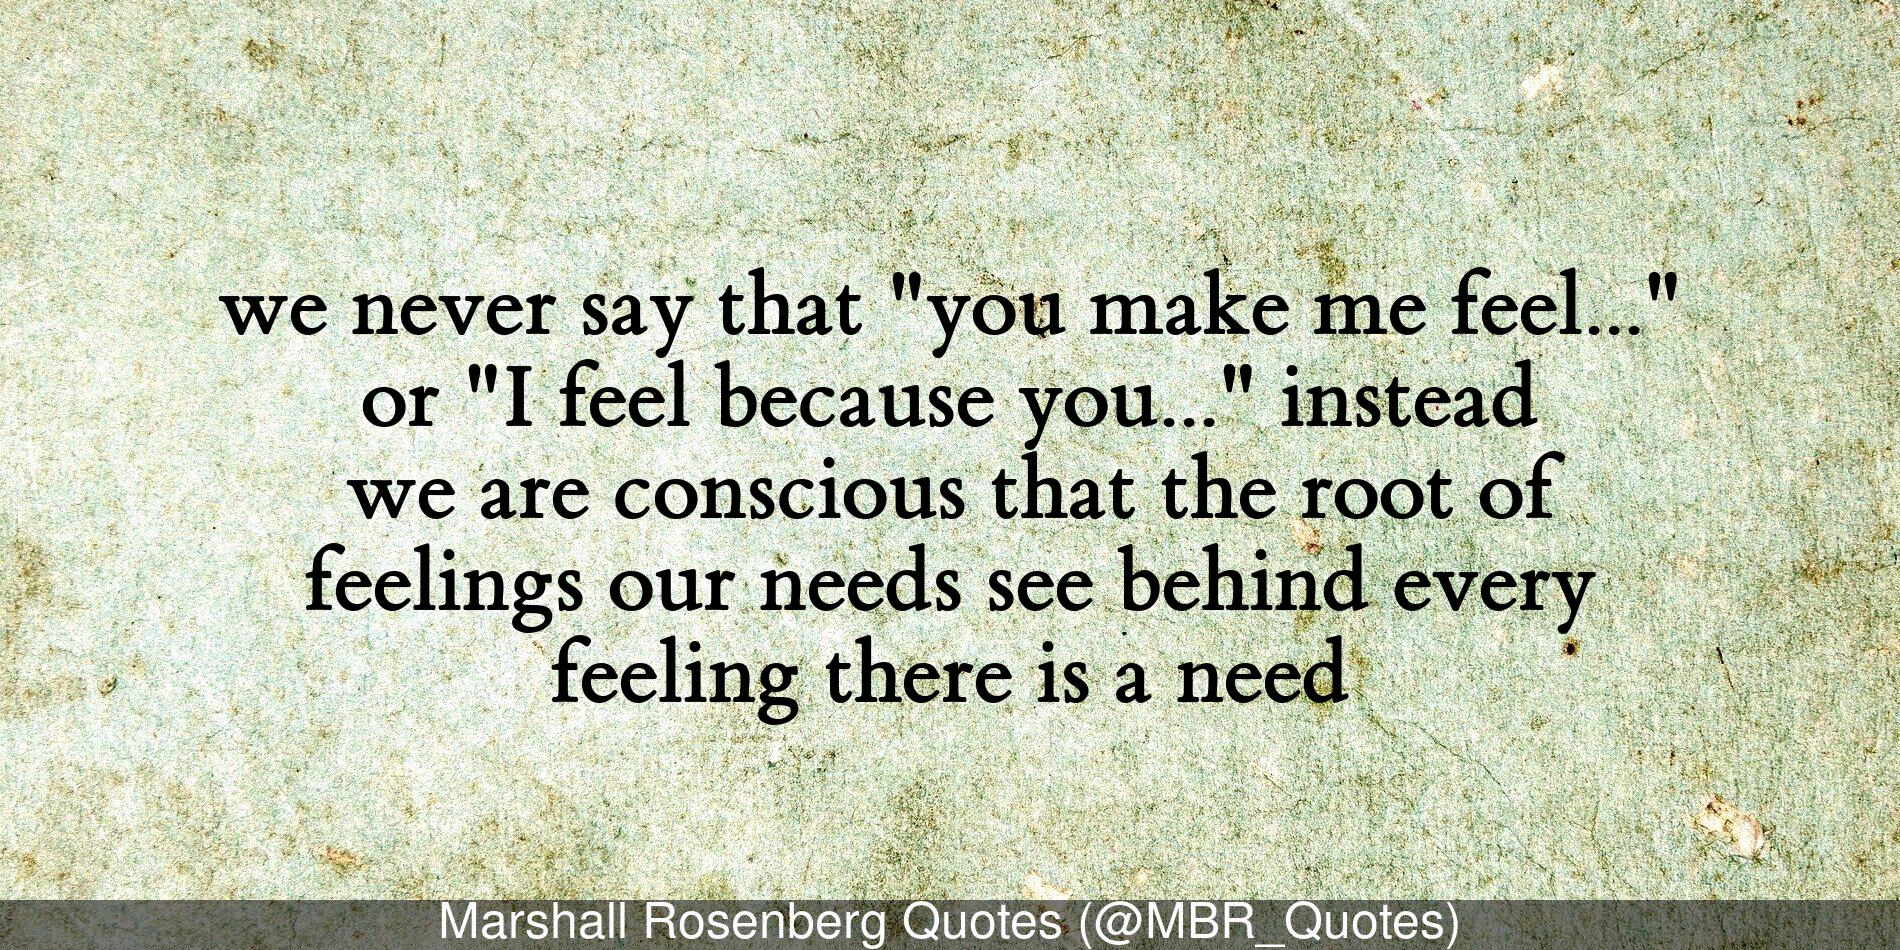 we never say that "you make me feel..."
or "I feel because you..." instead
we are conscious that the root of
feelings our needs see behind every
feeling there is a need
Marshall Rosenberg Quotes (@MBR_Quotes)